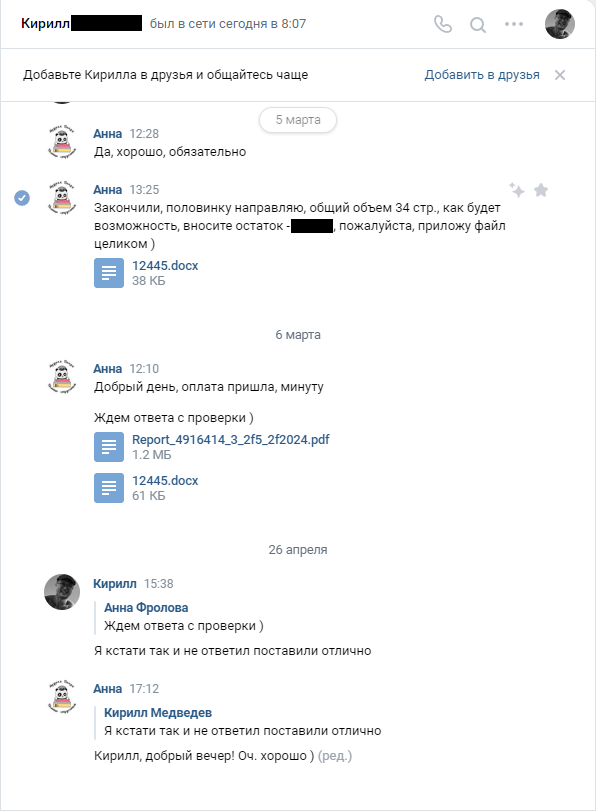 Кирилл был в сети сегодня в 8:07
Добавьте Кирилла в друзья и общайтесь чаще
Добавить в друзья
5 марта
Анна 12:28
Да, хорошо, обязательно
Анна 13:25
Закончили, половинку направляю, общий объем 34 стр., как будет
возможность, вносите остаток - , пожалуйста, приложу файл
целиком )
12445.docx
38 КБ
6 марта
Анна 12:10
Добрый день, оплата пришла, минуту
Ждем ответа с проверки )
Report_4916414_3_2f5_2f2024.pdf
1.2 МБ
12445.docx
61 КБ
26 апреля
Кирилл 15:38
Анна Фролова
Ждем ответа с проверки )
Я кстати так и не ответил поставили отлично
Анна 17:12
Кирилл Медведев
Я кстати так и не ответил поставили отлично
Кирилл, добрый вечер! Оч. хорошо ) (ред.)